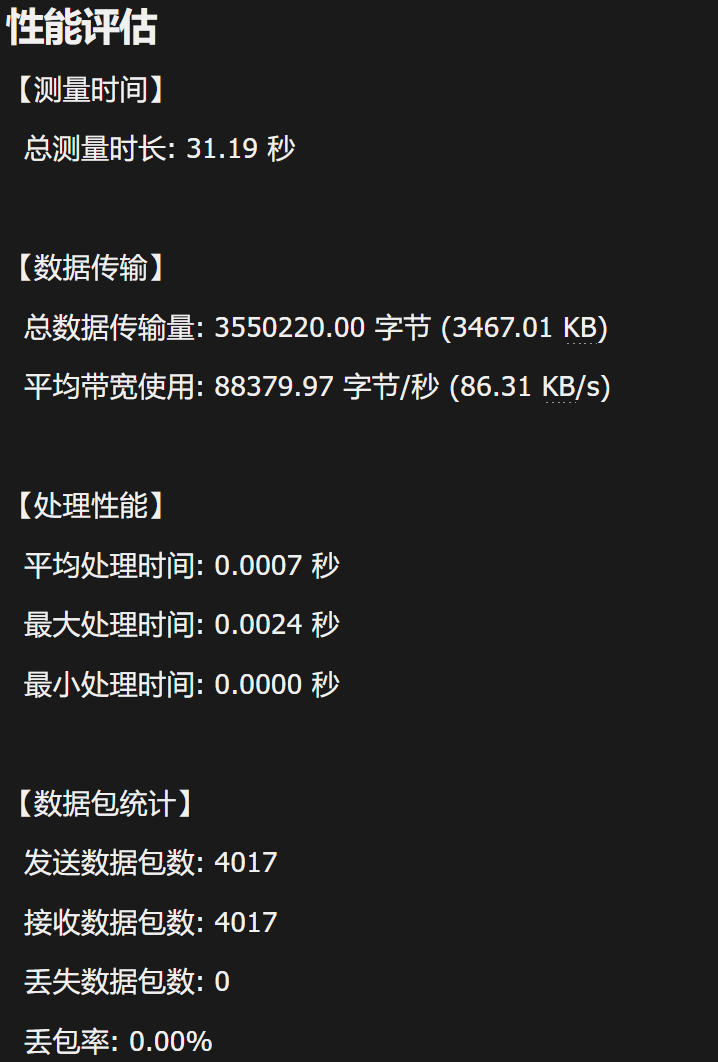 性能评估
【测量时间】
总测量时长: 31.19 秒
【数据传输】
总数据传输量: 3550220.00 字节 (3467.01 KB)
平均带宽使用: 88379.97 字节/秒 (86.31 KB/s)
【处理性能】
平均处理时间: 0.0007 秒
最大处理时间: 0.0024 秒
最小处理时间: 0.0000 秒
【数据包统计】
发送数据包数: 4017
接收数据包数: 4017
丢失数据包数: 0
丢包率: 0.00%